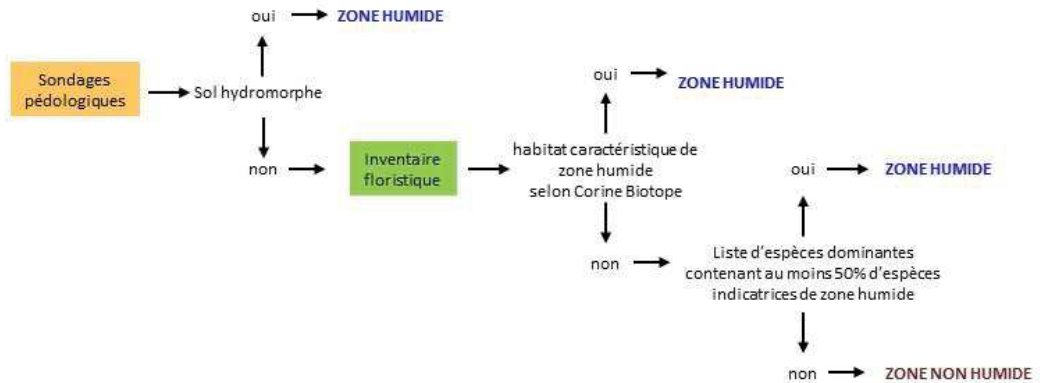 oui
ZONE HUMIDE
Sondages
pédologiques
Sol hydromorphe
non
Inventaire
floristique
oui
ZONE HUMIDE
habitat caractéristique de
zone humide
selon Corine Biotope
non
oui
ZONE HUMIDE
Liste d'espèces dominantes
contenant au moins 50% d'espèces
indicatrices de zone humide
non
ZONE NON HUMIDE